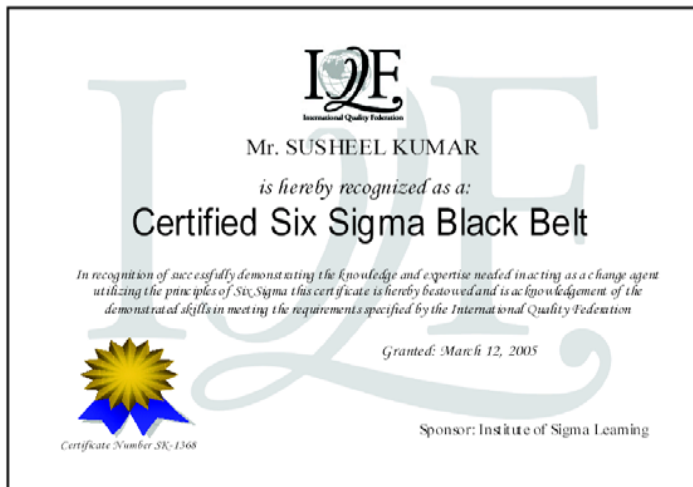 IQF
International Quality Federation
Mr. SUSHEEL KUMAR
is hereby recognized as a:
Certified Six Sigma Black Belt
In recognition of successfully demonstrating the knowledge and expertise needed in acting as a change agent
utilizing the principles of Six Sigma this certificate is hereby bestowed and is acknowledgement of the
demonstrated skills in meeting the requirements specified by the International Quality Federation
Granted: March 12, 2005
Sponsor: Institute of Sigma Learning
Certificate Number SK-1368